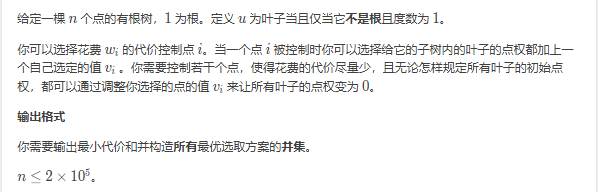 给定一棵 n 个点的有根树，1 为根。定义 u 为叶子当且仅当它不是根且度数为 1。
你可以选择花费 w_i 的代价控制点 i。当一个点 i 被控制时你可以选择给它的子树内的叶子的点权都加上一
个自己选定的值 v_i 。你需要控制若干个点，使得花费的代价尽量少，且无论怎样规定所有叶子的初始点
权，都可以通过调整你选择的点的值 v_i 来让所有叶子的点权变为 0。
输出格式
你需要输出最小代价和并构造所有最优选取方案的并集。
n ≤ 2 × 10^5。